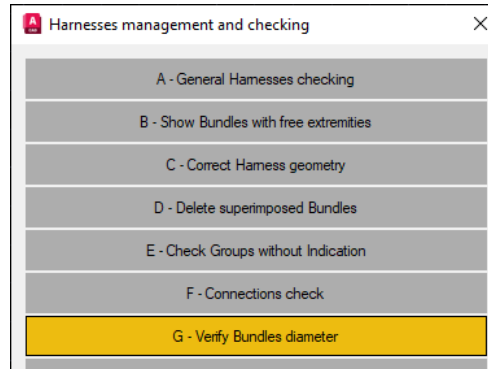 Harnesses management and checking
A - General Harnesses checking
B - Show Bundles with free extremities
C - Correct Harness geometry
D - Delete superimposed Bundles
E - Check Groups without Indication
F - Connections check
G - Verify Bundles diameter